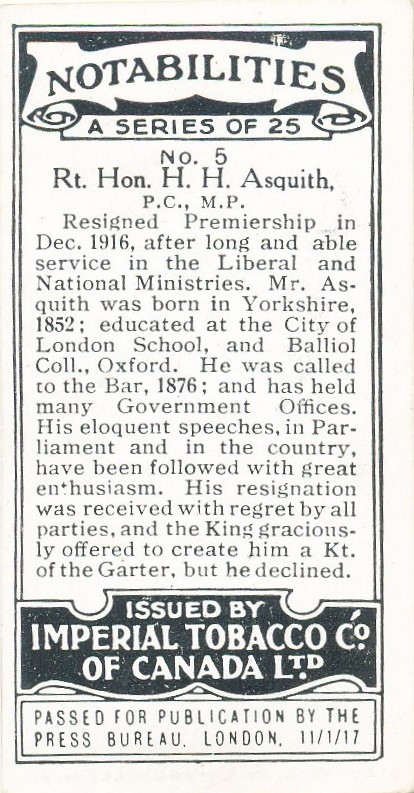 NOTABILITIES
A SERIES OF 25
No. 5
Rt. Hon. H. H. Asquith,
P.C., M.P.
Resigned Premiership in
Dec. 1916, after long and able
service in the Liberal and
National Ministries. Mr. As-
quith was born in Yorkshire,
1852; educated at the City of
London School, and Balliol
Coll., Oxford. He was called
to the Bar, 1876; and has held
many Government Offices.
His eloquent speeches, in Par-
liament and in the country,
have been followed with great
enthusiasm. His resignation
was received with regret by all
parties, and the King gracious-
ly offered to create him a Kt.
of the Garter, but he declined.
ISSUED BY
IMPERIAL TOBACCO Co.
OF CANADA LTD
PASSED FOR PUBLICATION BY THE
PRESS BUREAU, LONDON, 11/1/17